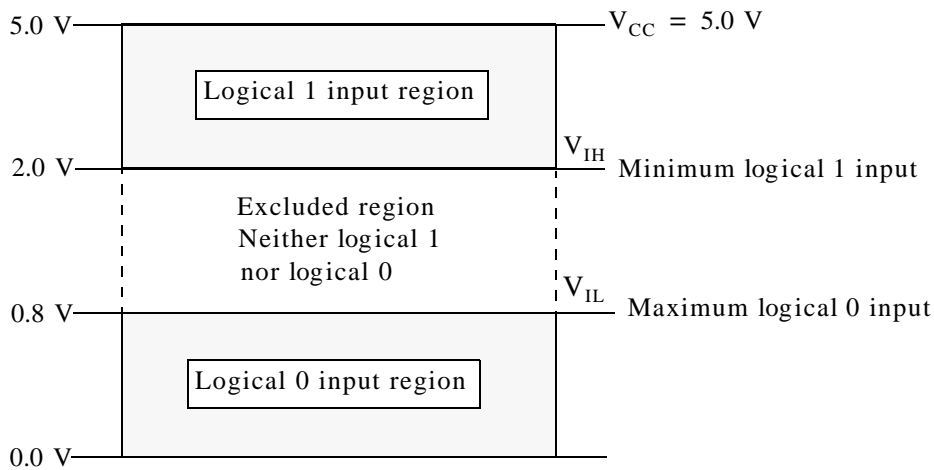 5.0 V
V_CC = 5.0 V
Logical 1 input region
V_IH
2.0 V
Minimum logical 1 input
Excluded region
Neither logical 1
nor logical 0
V_IL
0.8 V
Maximum logical 0 input
Logical 0 input region
0.0 V